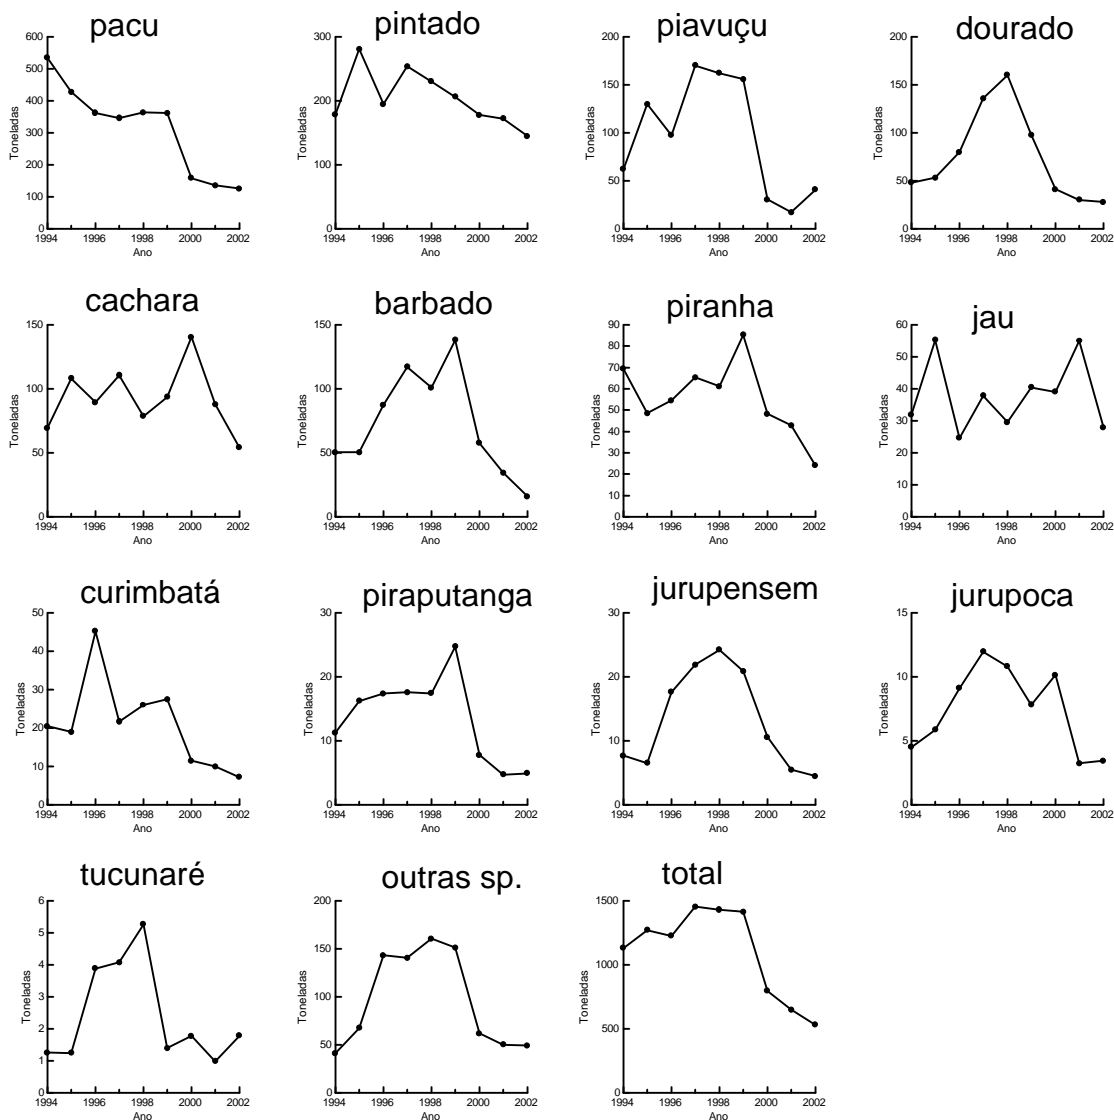 pacu
600
500
400
300
200
100
0
Toneladas
1994 1996 1998 2000 2002
Ano
pintado
300
200
100
0
Toneladas
1994 1996 1998 2000 2002
Ano
piavuçu
200
150
100
50
0
Toneladas
1994 1996 1998 2000 2002
Ano
dourado
200
150
100
50
0
Toneladas
1994 1996 1998 2000 2002
Ano
cachara
150
100
50
0
Toneladas
1994 1996 1998 2000 2002
Ano
barbado
150
100
50
0
Toneladas
1994 1996 1998 2000 2002
Ano
piranha
90
80
70
60
50
40
30
20
10
0
Toneladas
1994 1996 1998 2000 2002
Ano
jau
60
50
40
30
20
10
0
Toneladas
1994 1996 1998 2000 2002
Ano
curimbatá
50
40
30
20
10
0
Toneladas
1994 1996 1998 2000 2002
Ano
piraputanga
30
20
10
0
Toneladas
1994 1996 1998 2000 2002
Ano
jurupensem
30
20
10
0
Toneladas
1994 1996 1998 2000 2002
Ano
jurupoca
15
10
5
0
Toneladas
1994 1996 1998 2000 2002
Ano
tucunaré
6
5
4
3
2
1
0
Toneladas
1994 1996 1998 2000 2002
Ano
outras sp.
200
150
100
50
0
Toneladas
1994 1996 1998 2000 2002
Ano
total
1500
1000
500
0
Toneladas
1994 1996 1998 2000 2002
Ano